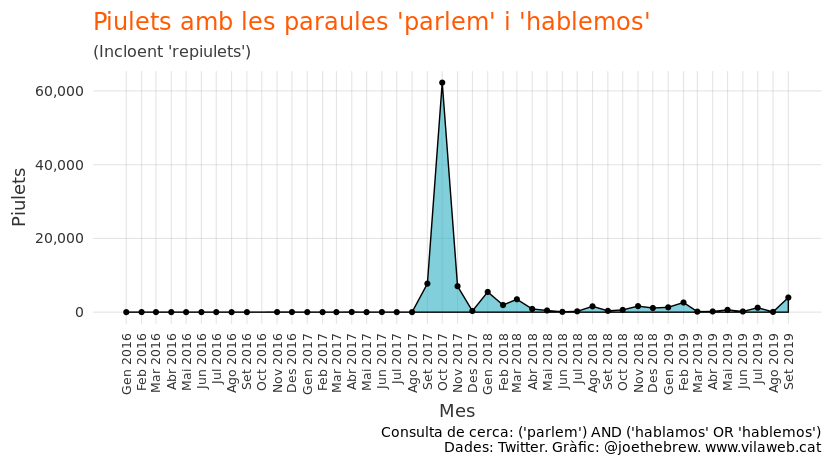 Piulets amb les paraules 'parlem' i 'hablemos'
(Incloent 'repiulets')
Piulets
60,000
40,000
20,000
0
Gen 2016
Feb 2016
Mar 2016
Abr 2016
Mai 2016
Jun 2016
Jul 2016
Ago 2016
Set 2016
Oct 2016
Nov 2016
Des 2016
Gen 2017
Feb 2017
Mar 2017
Abr 2017
Mai 2017
Jun 2017
Jul 2017
Ago 2017
Set 2017
Oct 2017
Nov 2017
Des 2017
Gen 2018
Feb 2018
Mar 2018
Abr 2018
Mai 2018
Jun 2018
Jul 2018
Ago 2018
Set 2018
Oct 2018
Nov 2018
Des 2018
Gen 2019
Feb 2019
Mar 2019
Abr 2019
Mai 2019
Jun 2019
Jul 2019
Ago 2019
Set 2019
Mes
Consulta de cerca: ('parlem') AND ('hablamos' OR 'hablemos')
Dades: Twitter. Gràfic: @joethebrew. www.vilaweb.cat